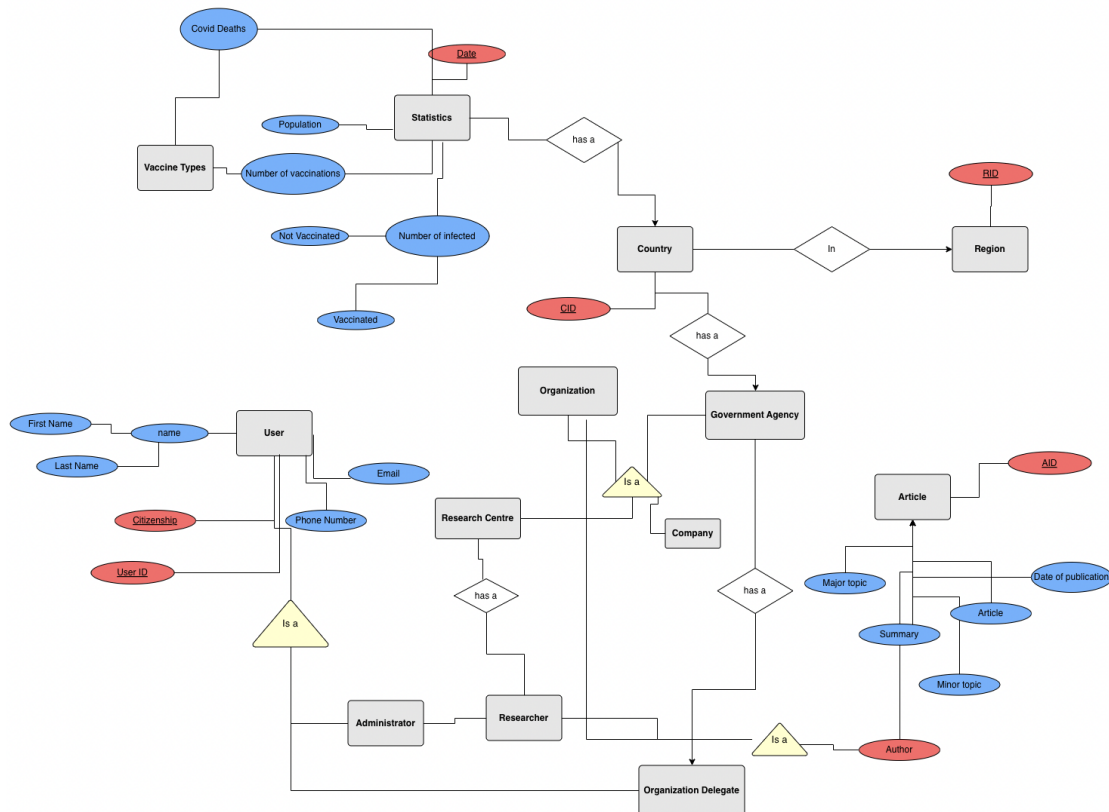 Covid Deaths
Date
Population
Statistics
has a
Vaccine Types
Number of vaccinations
RID
Not Vaccinated
Number of infected
Country
In
Region
CID
Vaccinated
has a
Organization
Government Agency
First Name
name
User
Last Name
Email
Is a
AID
Article
Research Centre
Citizenship
Phone Number
Company
User ID
Major topic
Date of publication
has a
has a
Article
Is a
Summary
Minor topic
Administrator
Researcher
Is a
Author
Organization Delegate